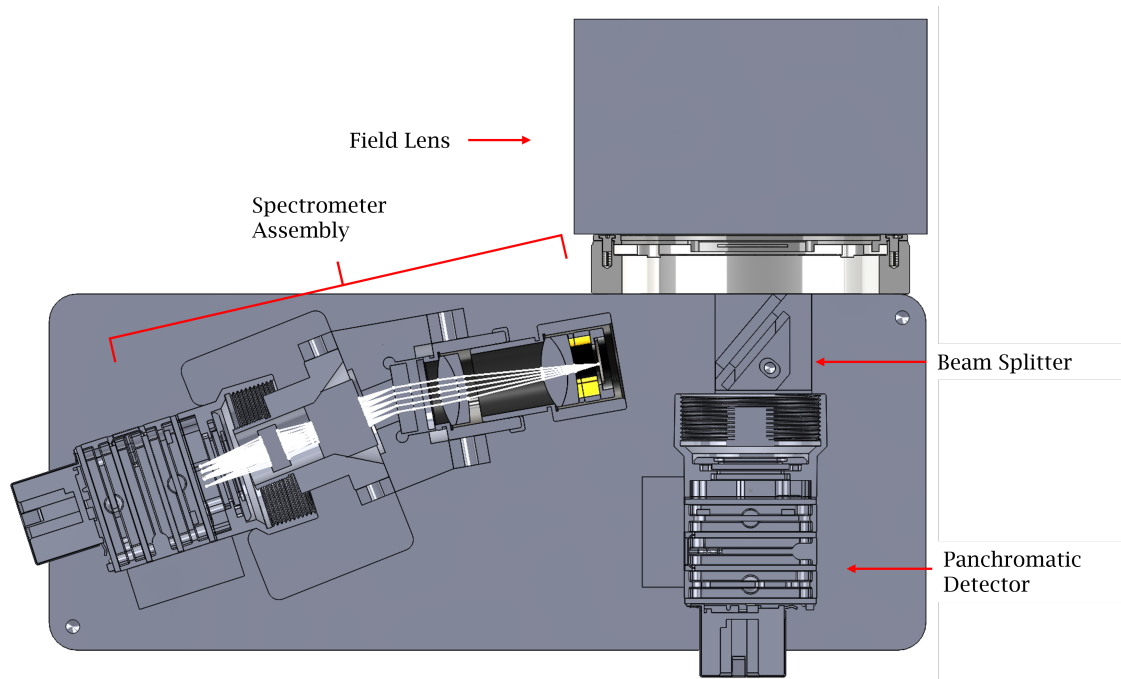 Field Lens
Spectrometer
Assembly
Beam Splitter
Panchromatic
Detector